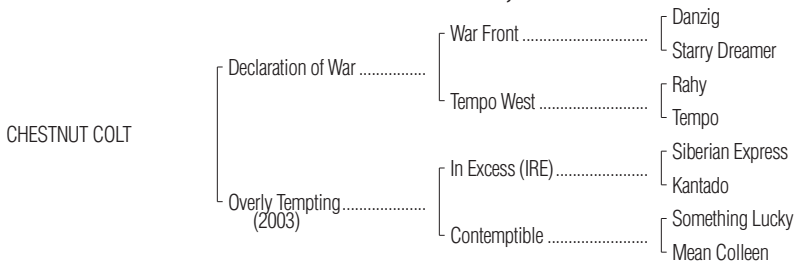 CHESTNUT COLT
Declaration of War ................
War Front ..............................
Danzig
Starry Dreamer
Tempo West ..........................
Rahy
Tempo
Overly Tempting....................
(2003)
In Excess (IRE)......................
Siberian Express
Kantado
Contemptible ........................
Something Lucky
Mean Colleen